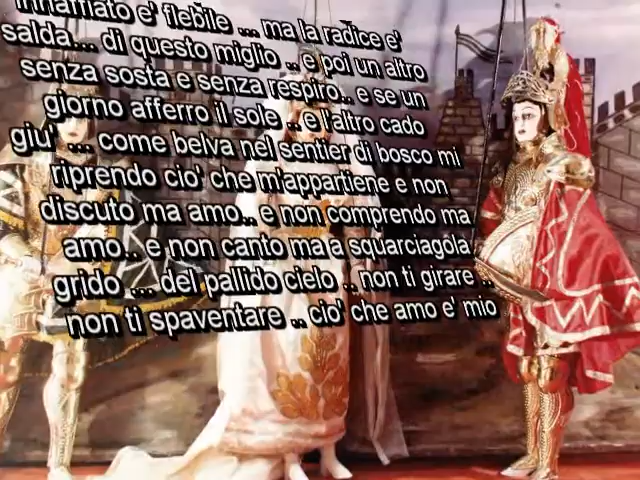 innaffiato e' flebile .... ma la radice e'
salda.... di questo miglio .. e poi un altro
senza sosta e senza respiro.. e se un
giorno afferro il sole .. e l'altro cado
giu' .... come belva nel sentier di bosco mi
riprendo cio' che m'appartiene e non
discuto ma amo.. e non comprendo ma
amo.. e non canto ma a squarciagola
grido .... del pallido cielo .. non ti girare ..
non ti spaventare .. cio' che amo e' mio